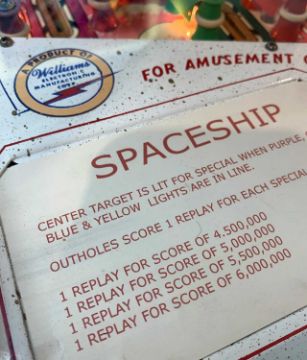 A PRODUCT OF
Williams
ELECTRONIC
MANUFACTURING
CORP.
FOR AMUSEMENT
SPACESHIP
CENTER TARGET IS LIT FOR SPECIAL WHEN PURPLE,
BLUE & YELLOW LIGHTS ARE IN LINE.
OUTHOLES SCORE 1 REPLAY FOR EACH SPECIAL
1 REPLAY FOR SCORE OF 4,500,000
1 REPLAY FOR SCORE OF 5,000,000
1 REPLAY FOR SCORE OF 5,500,000
1 REPLAY FOR SCORE OF 6,000,000